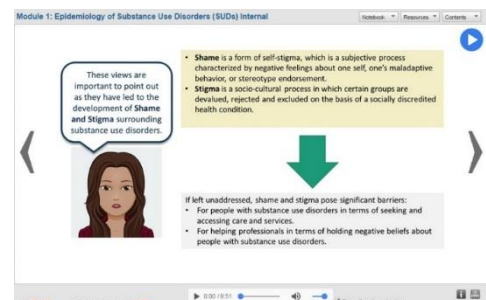 Module 1: Epidemiology of Substance Use Disorders (SUDs) Internal
Notebook
Resources
Contents
These views are
important to point out
as they have led to the
development of Shame
and Stigma surrounding
substance use disorders.
• Shame is a form of self-stigma, which is a subjective process
characterized by negative feelings about one self, one's maladaptive
behavior, or stereotype endorsement.
• Stigma is a socio-cultural process in which certain groups are
devalued, rejected and excluded on the basis of a socially discredited
health condition.
If left unaddressed, shame and stigma pose significant barriers:
• For people with substance use disorders in terms of seeking and
accessing care and services.
• For helping professionals in terms of holding negative beliefs about
people with substance use disorders.